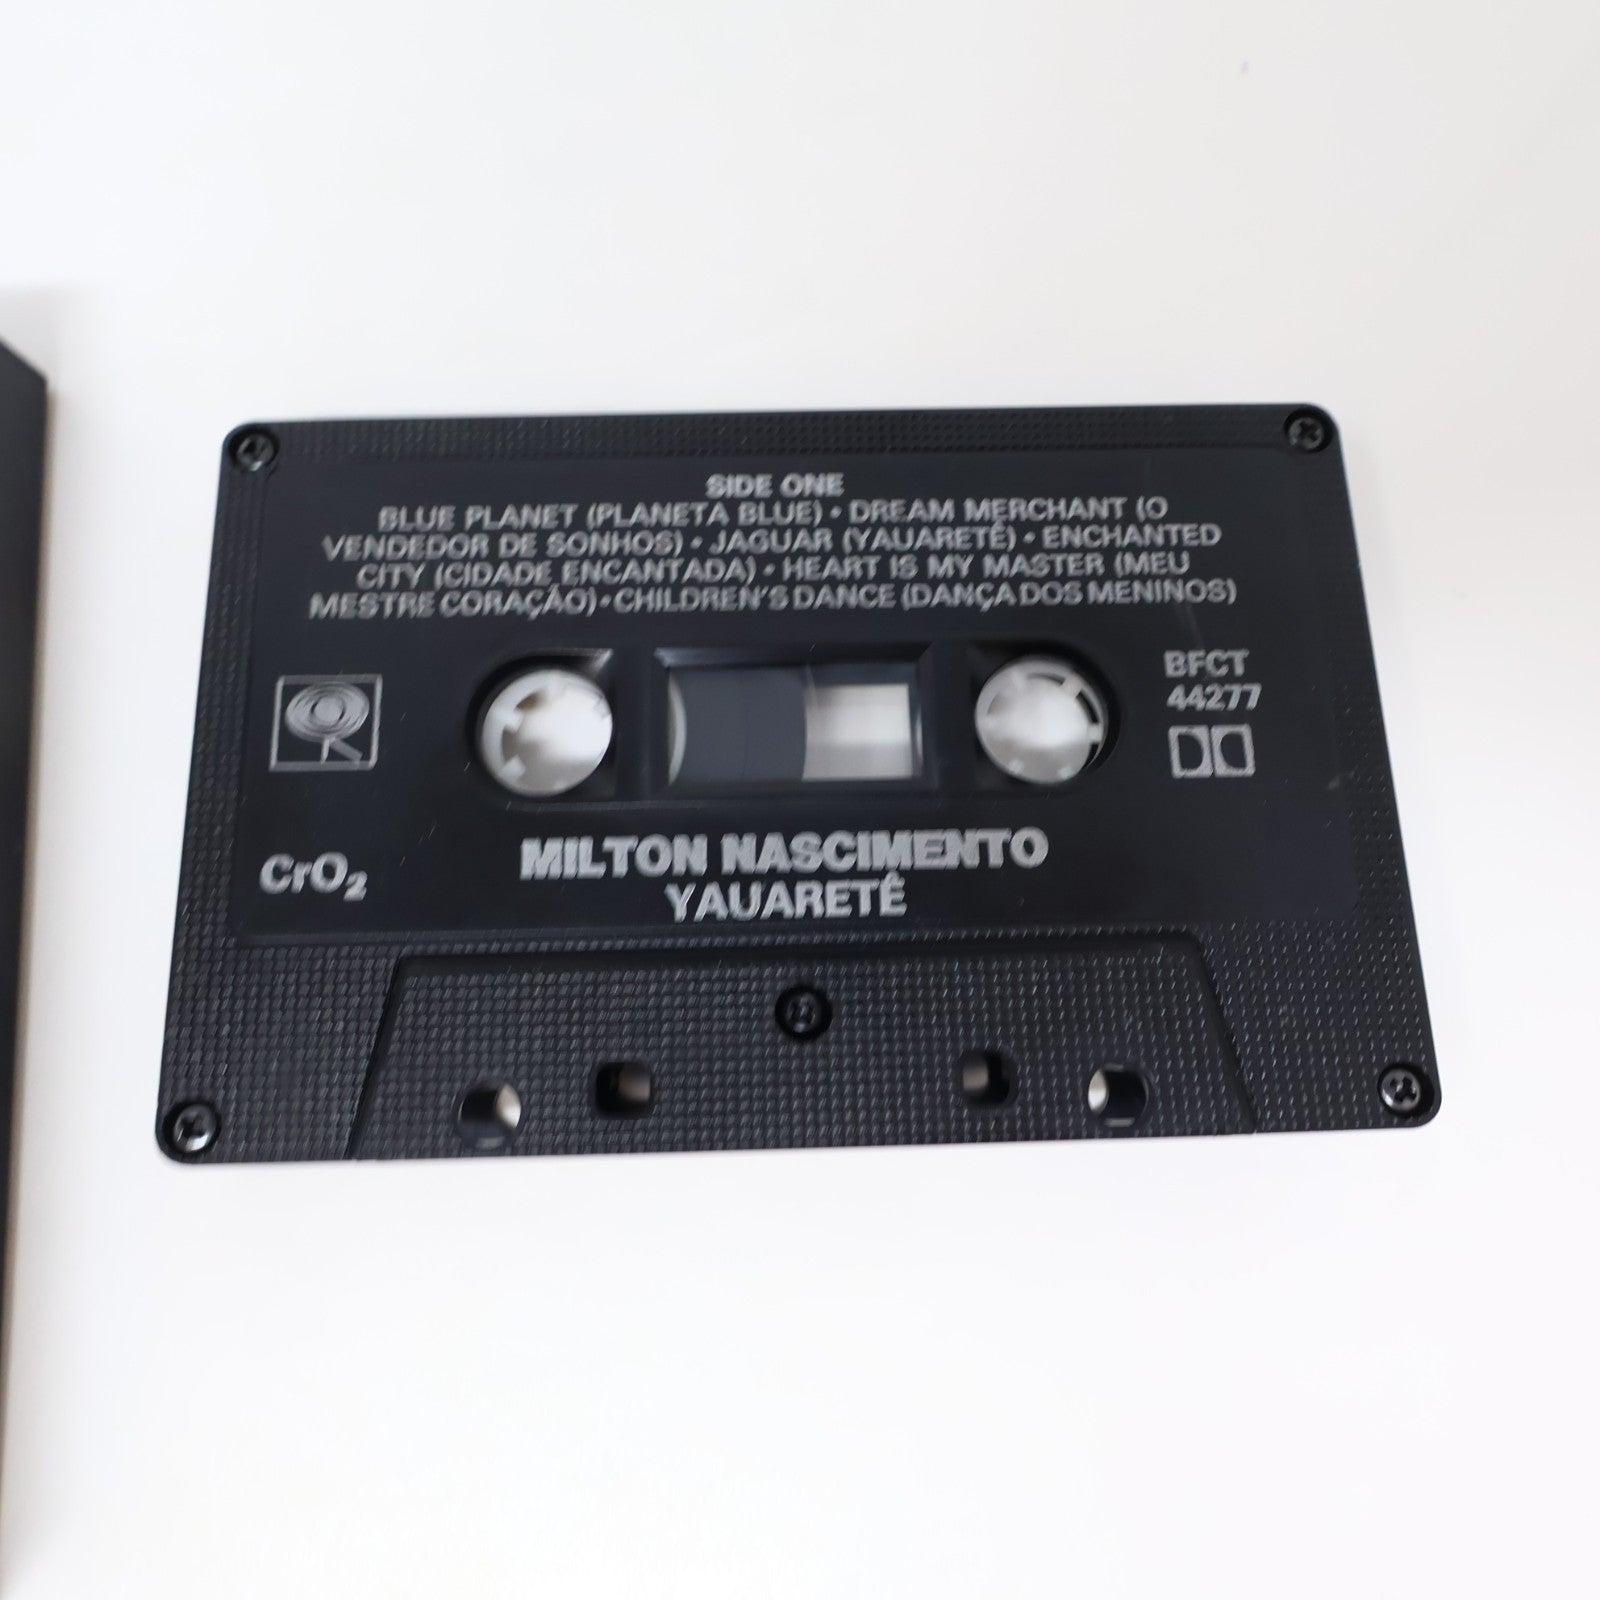 SIDE ONE
BLUE PLANET (PLANETA BLUE) • DREAM MERCHANT (O
VENDEDOR DE SONHOS) • JAGUAR (YAUARETÊ) • ENCHANTED
CITY (CIDADE ENCANTADA) • HEART IS MY MASTER (MEU
MESTRE CORAÇÃO) • CHILDREN'S DANCE (DANÇA DOS MENINOS)
BFCT
44277
CrO₂
MILTON NASCIMENTO
YAUARETÊ